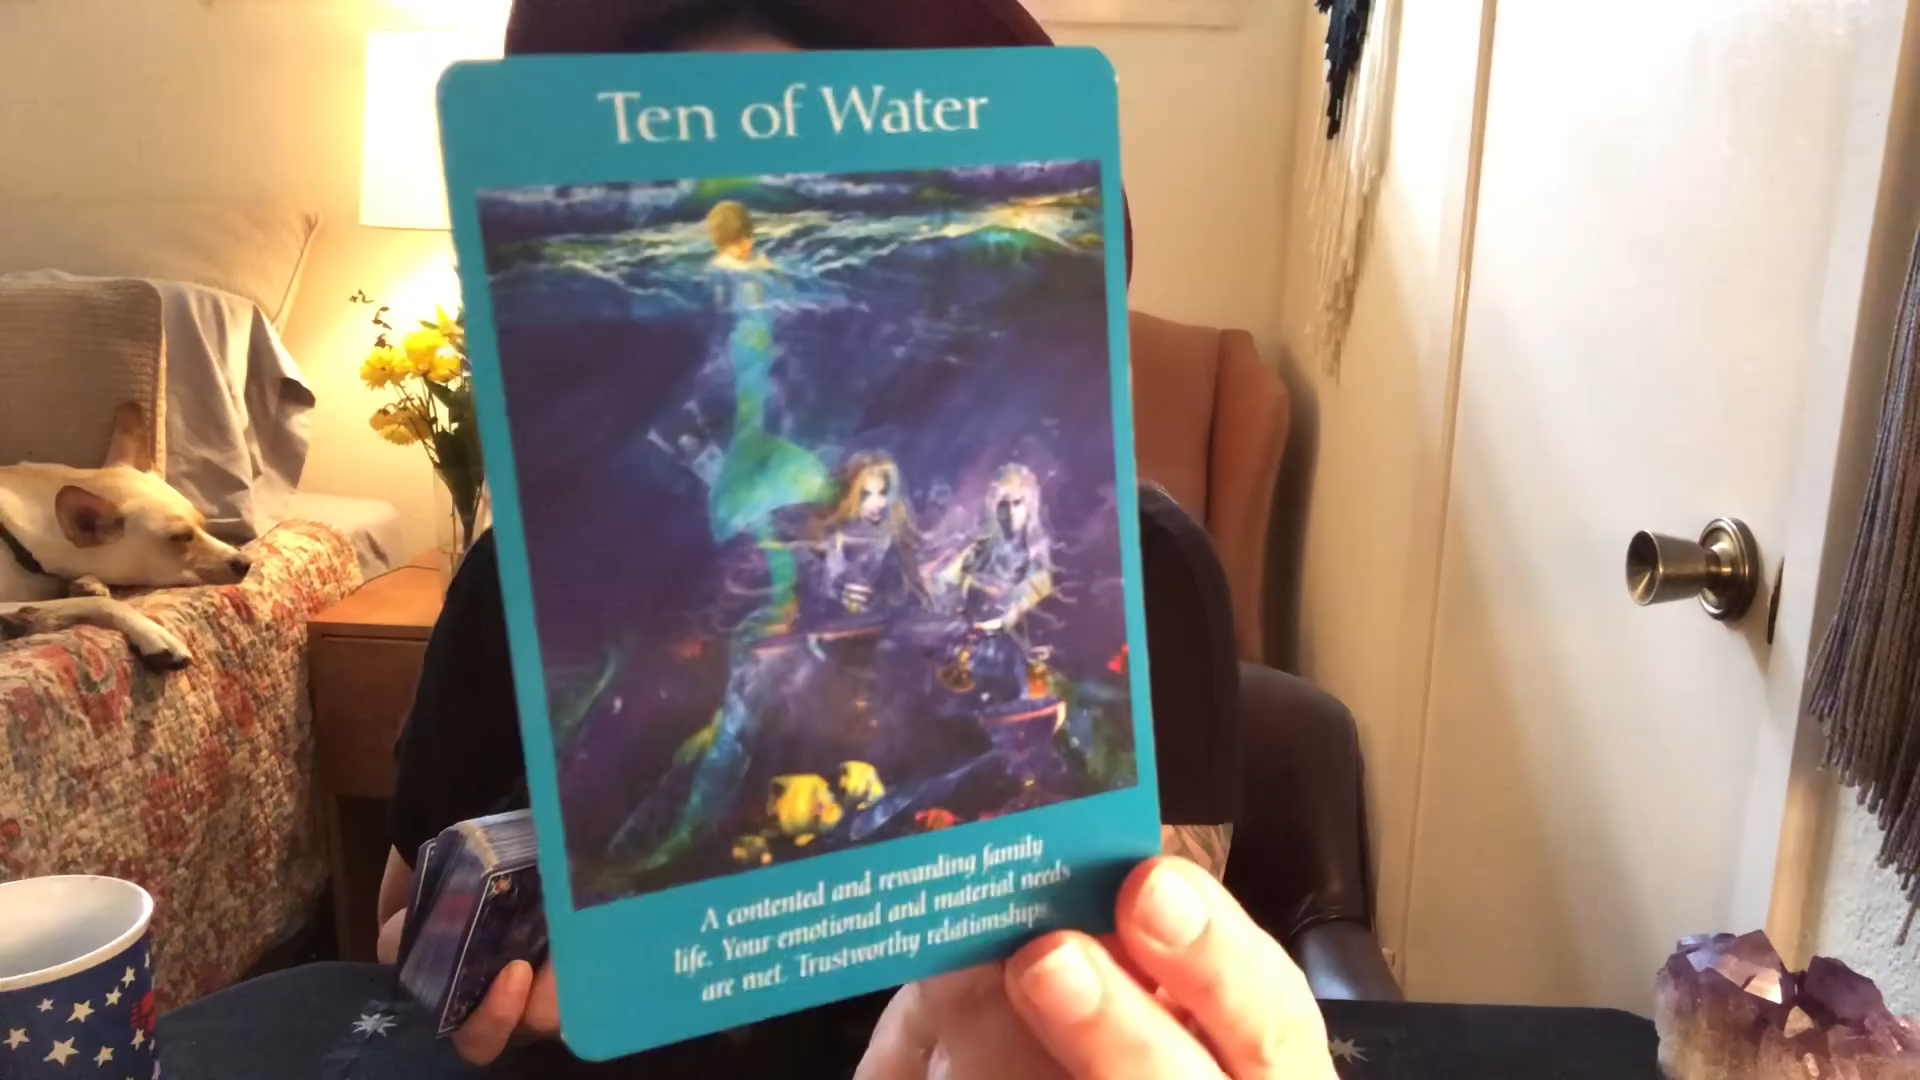 Ten of Water
A contented and rewarding family
life. Your emotional and material needs
are met. Trustworthy relationships